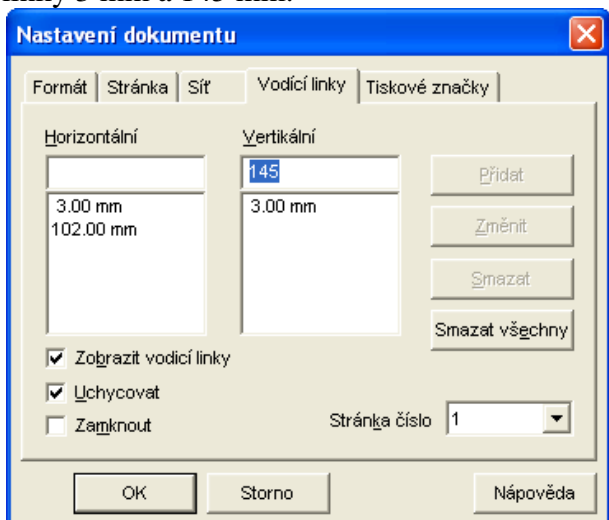 linky 3 mm a 145 mm.
Nastavení dokumentu
Formát Stránka Síť Vodící linky Tiskové značky
Horizontální Vertikální
145 Přidat
3.00 mm 3.00 mm
102.00 mm Změnit
Smazat
Smazat všechny
Zobrazit vodicí linky
Uchycovat
Zamknout Stránka číslo 1
OK Storno Nápověda